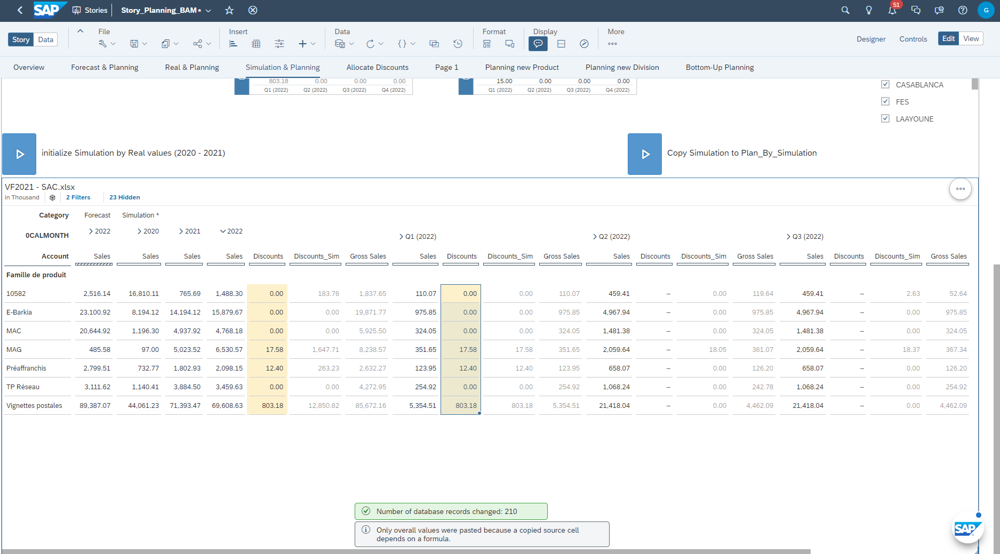 SAP Stories Story_Planning_BAM* 51 G
Story Data File Insert Data Format Display More Designer Controls Edit View
Overview Forecast & Planning Real & Planning Simulation & Planning Allocate Discounts Page 1 Planning new Product Planning new Division Bottom-Up Planning
803.18 0.00 0.00 0.00 15.00 0.00 0.00 0.00
Q1 (2022) Q2 (2022) Q3 (2022) Q4 (2022) Q1 (2022) Q2 (2022) Q3 (2022) Q4 (2022)
CASABLANCA
FES
LAAYOUNE
initialize Simulation by Real values (2020 - 2021) Copy Simulation to Plan_By_Simulation
VF2021 - SAC.xlsx
in Thousand 2 Filters 23 Hidden
Category Forecast Simulation *
0CALMONTH 2022 2020 2021 2022 Q1 (2022) Q2 (2022) Q3 (2022)
Account Sales Sales Sales Sales Discounts Discounts_Sim Gross Sales Sales Discounts Discounts_Sim Gross Sales Sales Discounts Discounts_Sim Gross Sales Sales Discounts Discounts_Sim Gross Sales
Famille de produit
10582 2,516.14 16,810.11 765.69 1,488.30 0.00 183.76 1,837.65 110.07 0.00 0.00 110.07 459.41 – 0.00 119.64 459.41 – 2.63 52.64
E-Barkia 23,100.92 8,194.12 14,194.12 15,879.67 0.00 0.00 19,871.77 975.85 0.00 0.00 975.85 4,967.94 – 0.00 975.85 4,967.94 – 0.00 975.85
MAC 20,644.92 1,196.30 4,937.92 4,768.18 0.00 0.00 5,925.50 324.05 0.00 0.00 324.05 1,481.38 – 0.00 324.05 1,481.38 – 0.00 324.05
MAG 485.58 97.00 5,023.52 6,530.57 17.58 1,647.71 8,238.57 351.65 17.58 17.58 351.65 2,059.64 – 18.05 361.07 2,059.64 – 18.37 367.34
Préaffranchis 2,799.51 732.77 1,802.93 2,098.15 12.40 263.23 2,632.27 123.95 12.40 12.40 123.95 658.07 – 0.00 126.20 658.07 – 0.00 126.20
TP Réseau 3,111.62 1,140.41 3,884.50 3,459.63 0.00 0.00 4,272.95 254.92 0.00 0.00 254.92 1,068.24 – 0.00 242.78 1,068.24 – 0.00 254.92
Vignettes postales 89,387.07 44,061.23 71,393.47 69,608.63 803.18 12,850.82 85,672.16 5,354.51 803.18 803.18 5,354.51 21,418.04 – 0.00 4,462.09 21,418.04 – 0.00 4,462.09
Number of database records changed: 210
Only overall values were pasted because a copied source cell
depends on a formula.
SAP